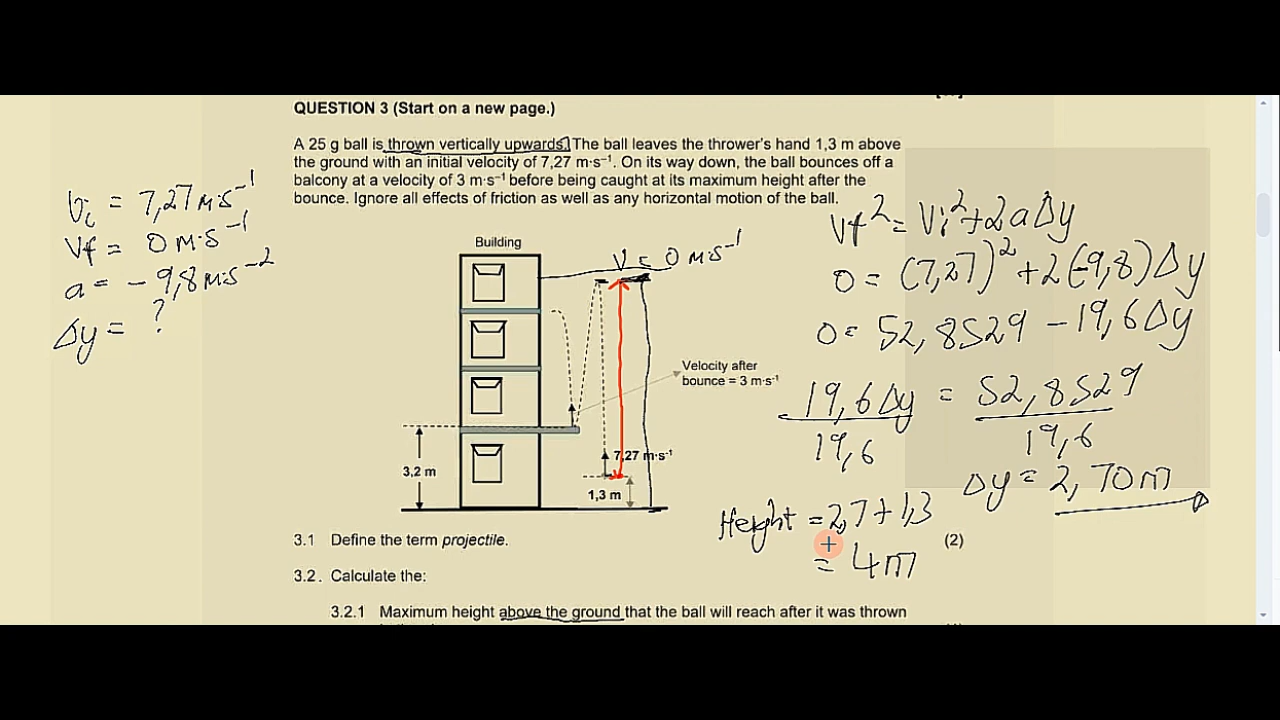 QUESTION 3 (Start on a new page.)
A 25 g ball is thrown vertically upwards. The ball leaves the thrower's hand 1,3 m above
the ground with an initial velocity of 7,27 m·s⁻¹. On its way down, the ball bounces off a
balcony at a velocity of 3 m·s⁻¹ before being caught at its maximum height after the
bounce. Ignore all effects of friction as well as any horizontal motion of the ball.
Vi = 7,27 m·s⁻¹
Vf = 0 m·s⁻¹
a = -9,8 m·s⁻²
Δy = ?
Building
V = 0 m·s⁻¹
Velocity after
bounce = 3 m·s⁻¹
3,2 m
7,27 m·s⁻¹
1,3 m
Vf² = Vi² + 2aΔy
0 = (7,27)² + 2(-9,8)Δy
0 = 52,8529 - 19,6Δy
19,6Δy = 52,8529
19,6 19,6
Δy = 2,70m
Height = 2,7 + 1,3
= 4m
3.1 Define the term projectile.
(2)
3.2. Calculate the:
3.2.1 Maximum height above the ground that the ball will reach after it was thrown